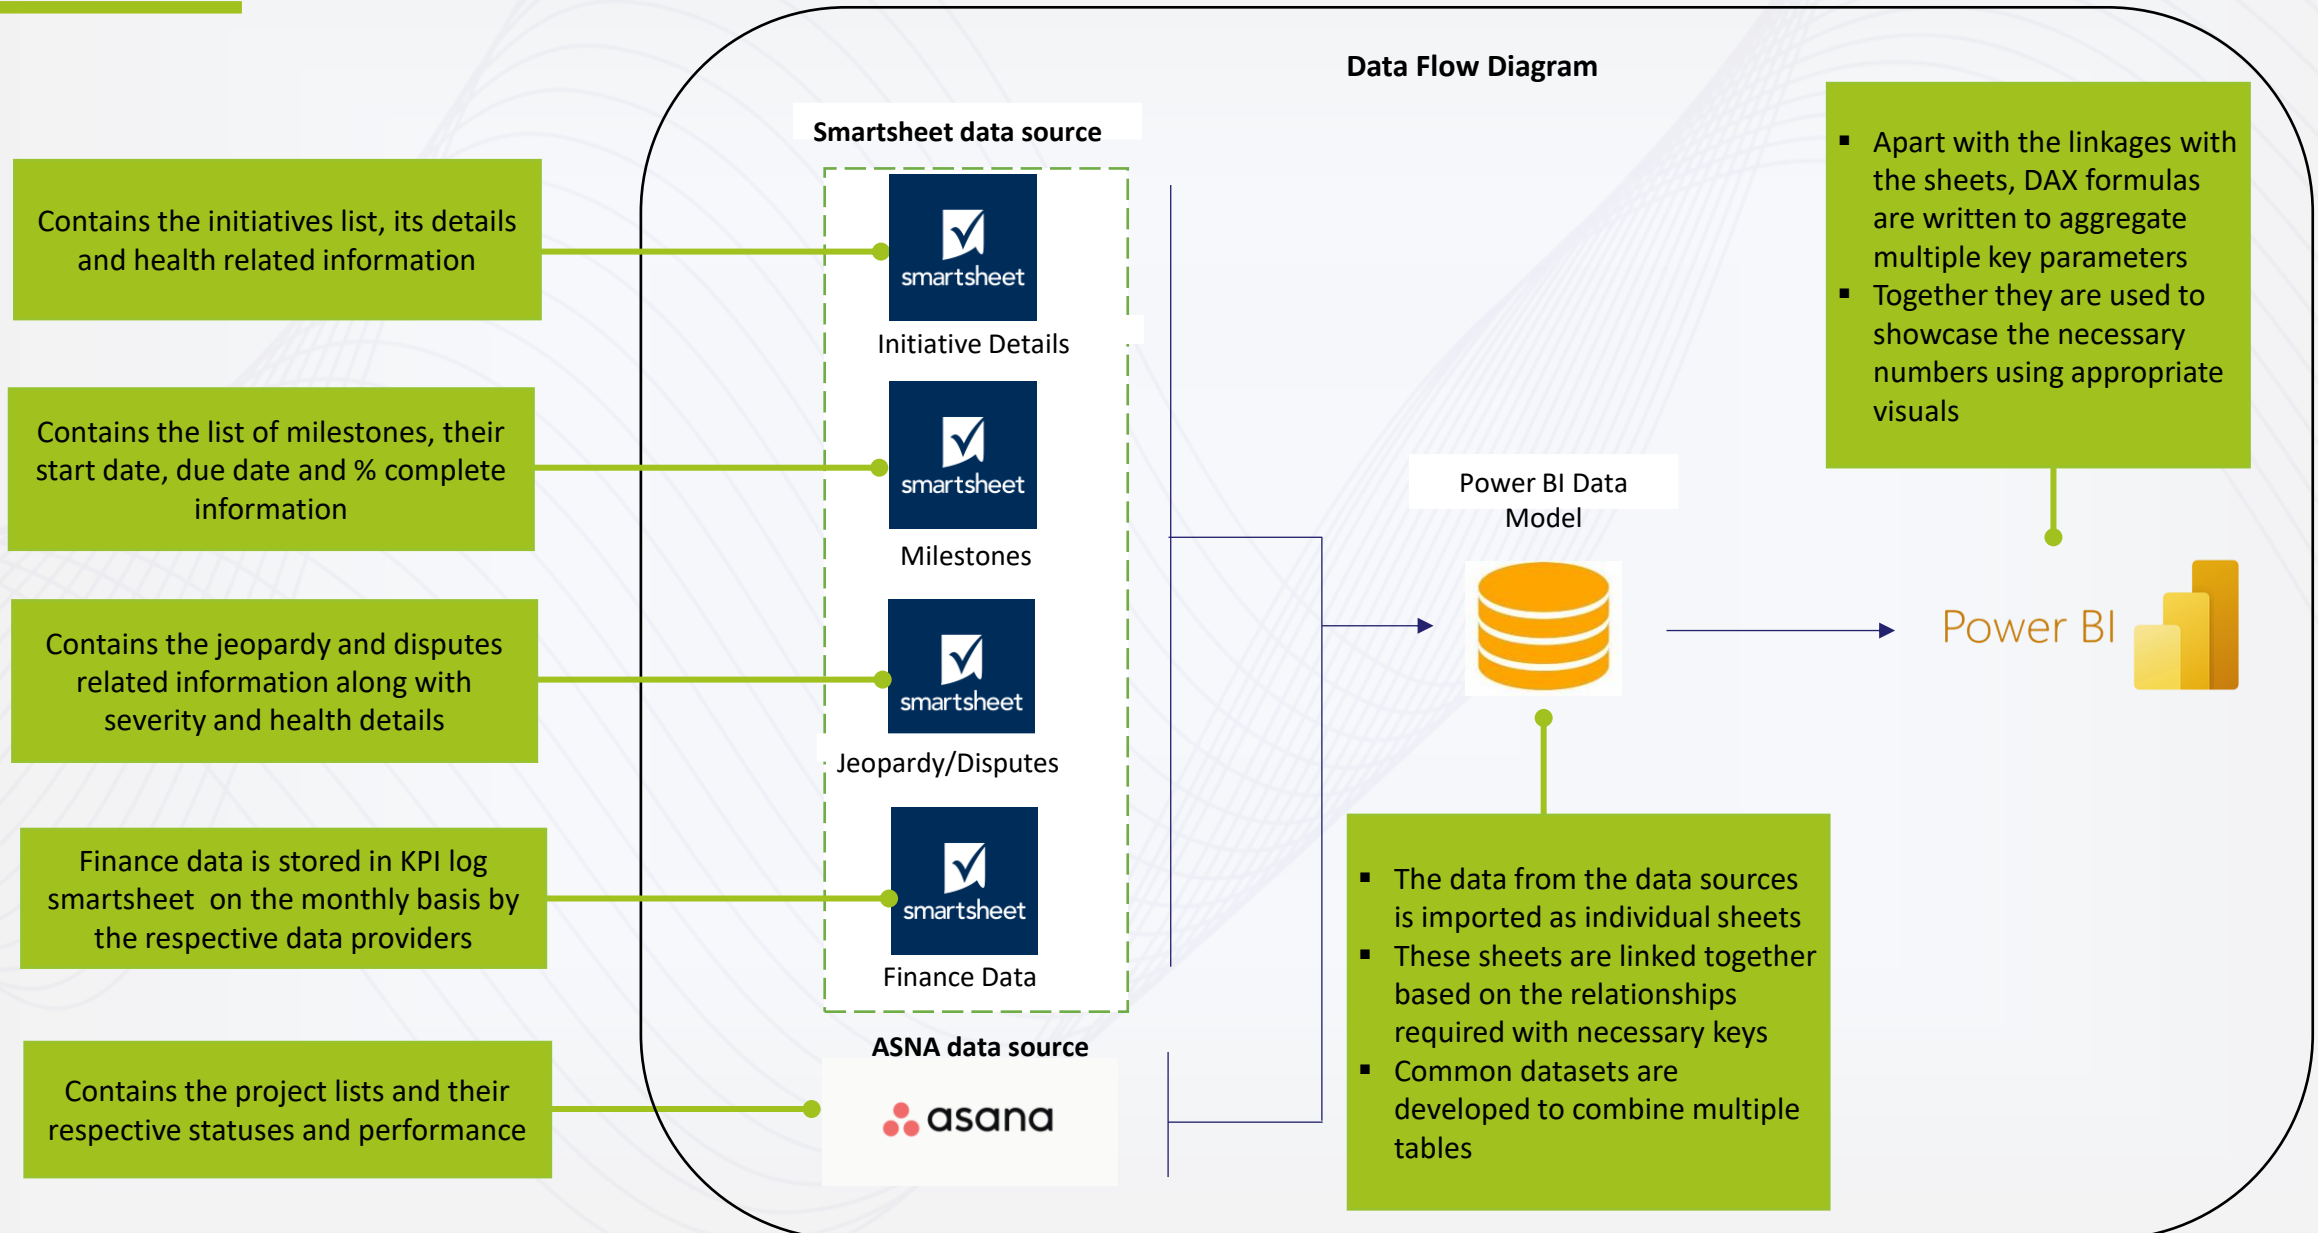 Data Flow Diagram
Smartsheet data source
Contains the initiatives list, its details
and health related information
smartsheet
Initiative Details
Contains the list of milestones, their
start date, due date and % complete
information
smartsheet
Milestones
Contains the jeopardy and disputes
related information along with
severity and health details
smartsheet
Jeopardy/Disputes
Finance data is stored in KPI log
smartsheet on the monthly basis by
the respective data providers
smartsheet
Finance Data
ASNA data source
Contains the project lists and their
respective statuses and performance
asana
Power BI Data
Model
▪ The data from the data sources
is imported as individual sheets
▪ These sheets are linked together
based on the relationships
required with necessary keys
▪ Common datasets are
developed to combine multiple
tables
▪ Apart with the linkages with
the sheets, DAX formulas
are written to aggregate
multiple key parameters
▪ Together they are used to
showcase the necessary
numbers using appropriate
visuals
Power BI